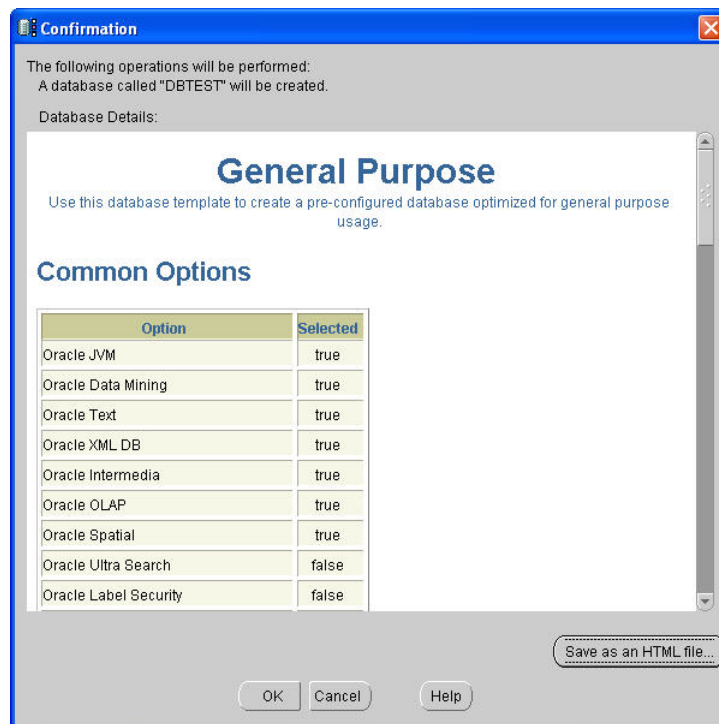 Confirmation
The following operations will be performed:
A database called "DBTEST" will be created.
Database Details:
General Purpose
Use this database template to create a pre-configured database optimized for general purpose
usage.
Common Options
Option Selected
Oracle JVM true
Oracle Data Mining true
Oracle Text true
Oracle XML DB true
Oracle Intermedia true
Oracle OLAP true
Oracle Spatial true
Oracle Ultra Search false
Oracle Label Security false
Save as an HTML file...
OK Cancel Help